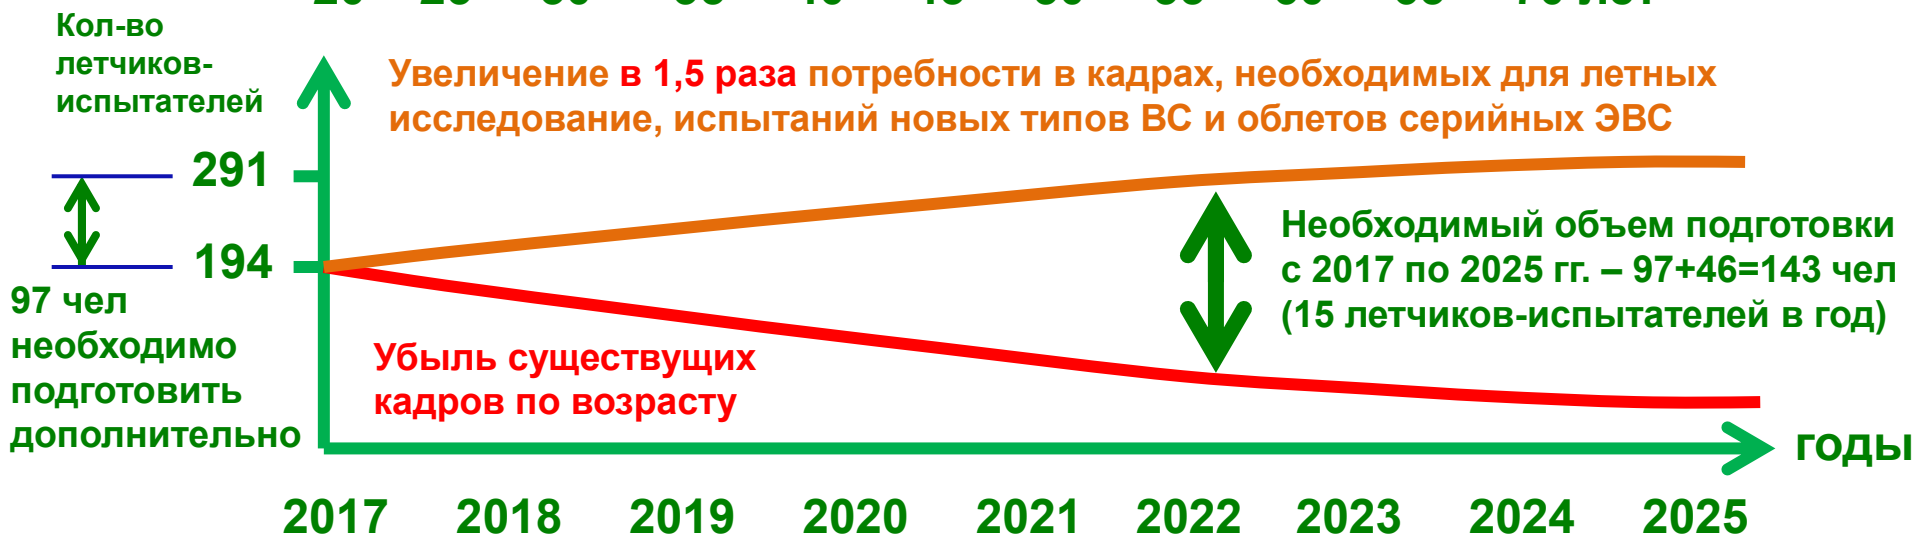 Кол-во
летчиков-
испытателей
Увеличение в 1,5 раза потребности в кадрах, необходимых для летных
исследование, испытаний новых типов ВС и облетов серийных ЭВС
291
194
97 чел
необходимо
подготовить
дополнительно
Необходимый объем подготовки
с 2017 по 2025 гг. – 97+46=143 чел
(15 летчиков-испытателей в год)
Убыль существущих
кадров по возрасту
годы
2017 2018 2019 2020 2021 2022 2023 2024 2025